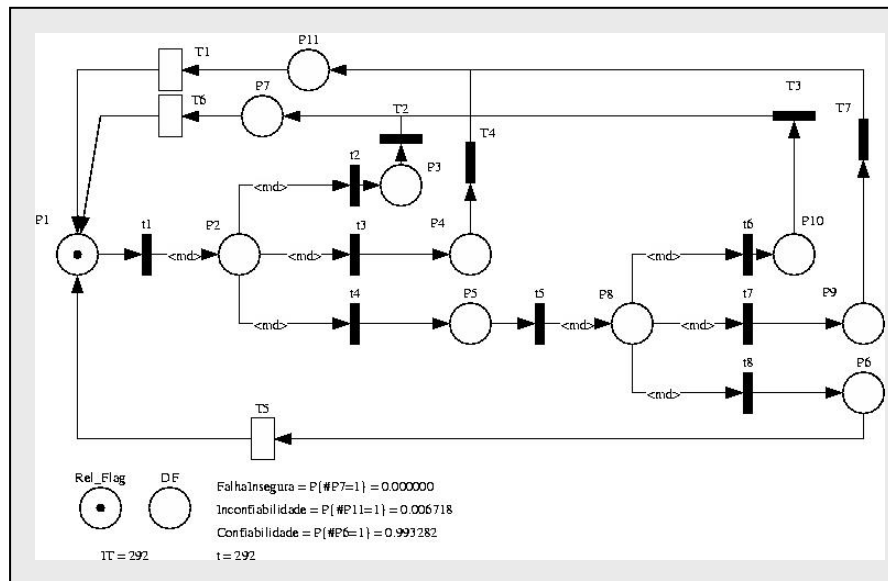 T1
P11
T6
P7
T2
T3
T7
T4
t2
P3
P1
t1
P2
<md>
t3
P4
t6
P10
<md>
<md>
<md>
t4
P5
t5
P8
t7
P9
<md>
<md>
<md>
P6
t8
<md>
T5
Rel_Flag
DF
FalhaInsegura = P{#P7=1} = 0.000000
Inconfiabilidade = P{#P11=1} = 0.006718
Confiabilidade = P{#P6=1} = 0.993282
IT = 292
t = 292